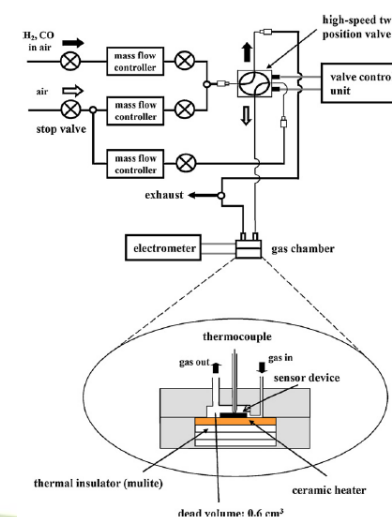 high-speed tw
position valve
H₂, CO
in air
mass flow
controller
valve contro
unit
air
mass flow
controller
stop valve
mass flow
controller
exhaust
electrometer
gas chamber
thermocouple
gas out
gas in
sensor device
thermal insulator (mulite)
ceramic heater
dead volume: 0.6 cm³